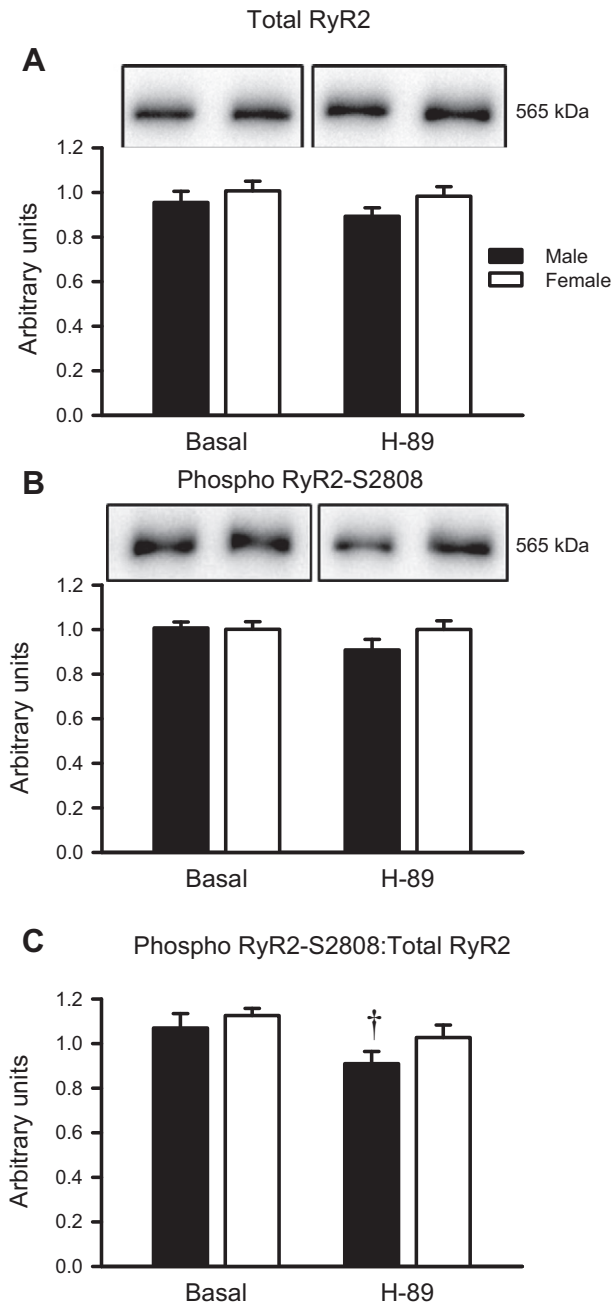 Total RyR2
A
565 kDa
1.2
1.0
0.8
0.6
0.4
0.2
0.0
Arbitrary units
Male
Female
Basal H-89
B Phospho RyR2-S2808
565 kDa
1.2
1.0
0.8
0.6
0.4
0.2
0.0
Arbitrary units
Basal H-89
C Phospho RyR2-S2808:Total RyR2
1.2
1.0
0.8
0.6
0.4
0.2
0.0
Arbitrary units
†
Basal H-89